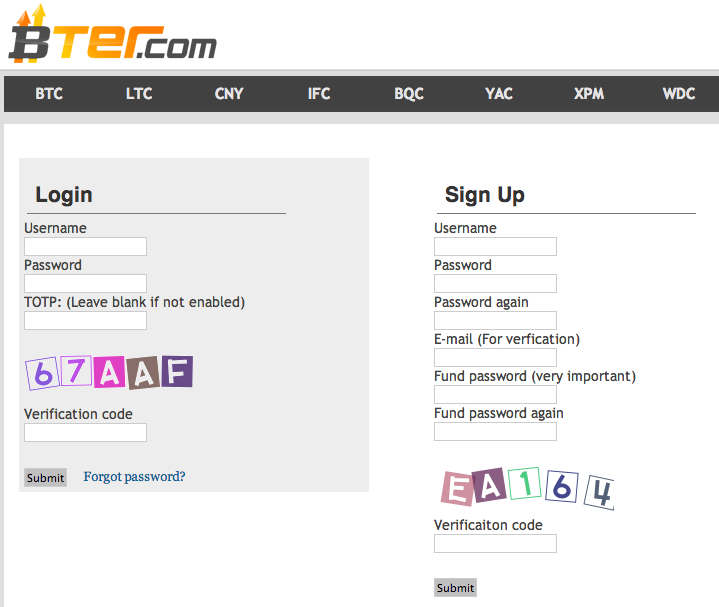 BTer.com
BTC LTC CNY IFC BQC YAC XPM WDC
Login
Username
Password
TOTP: (Leave blank if not enabled)
67AAF
Verification code
Submit Forgot password?
Sign Up
Username
Password
Password again
E-mail (For verfication)
Fund password (very important)
Fund password again
EA164
Verificaiton code
Submit